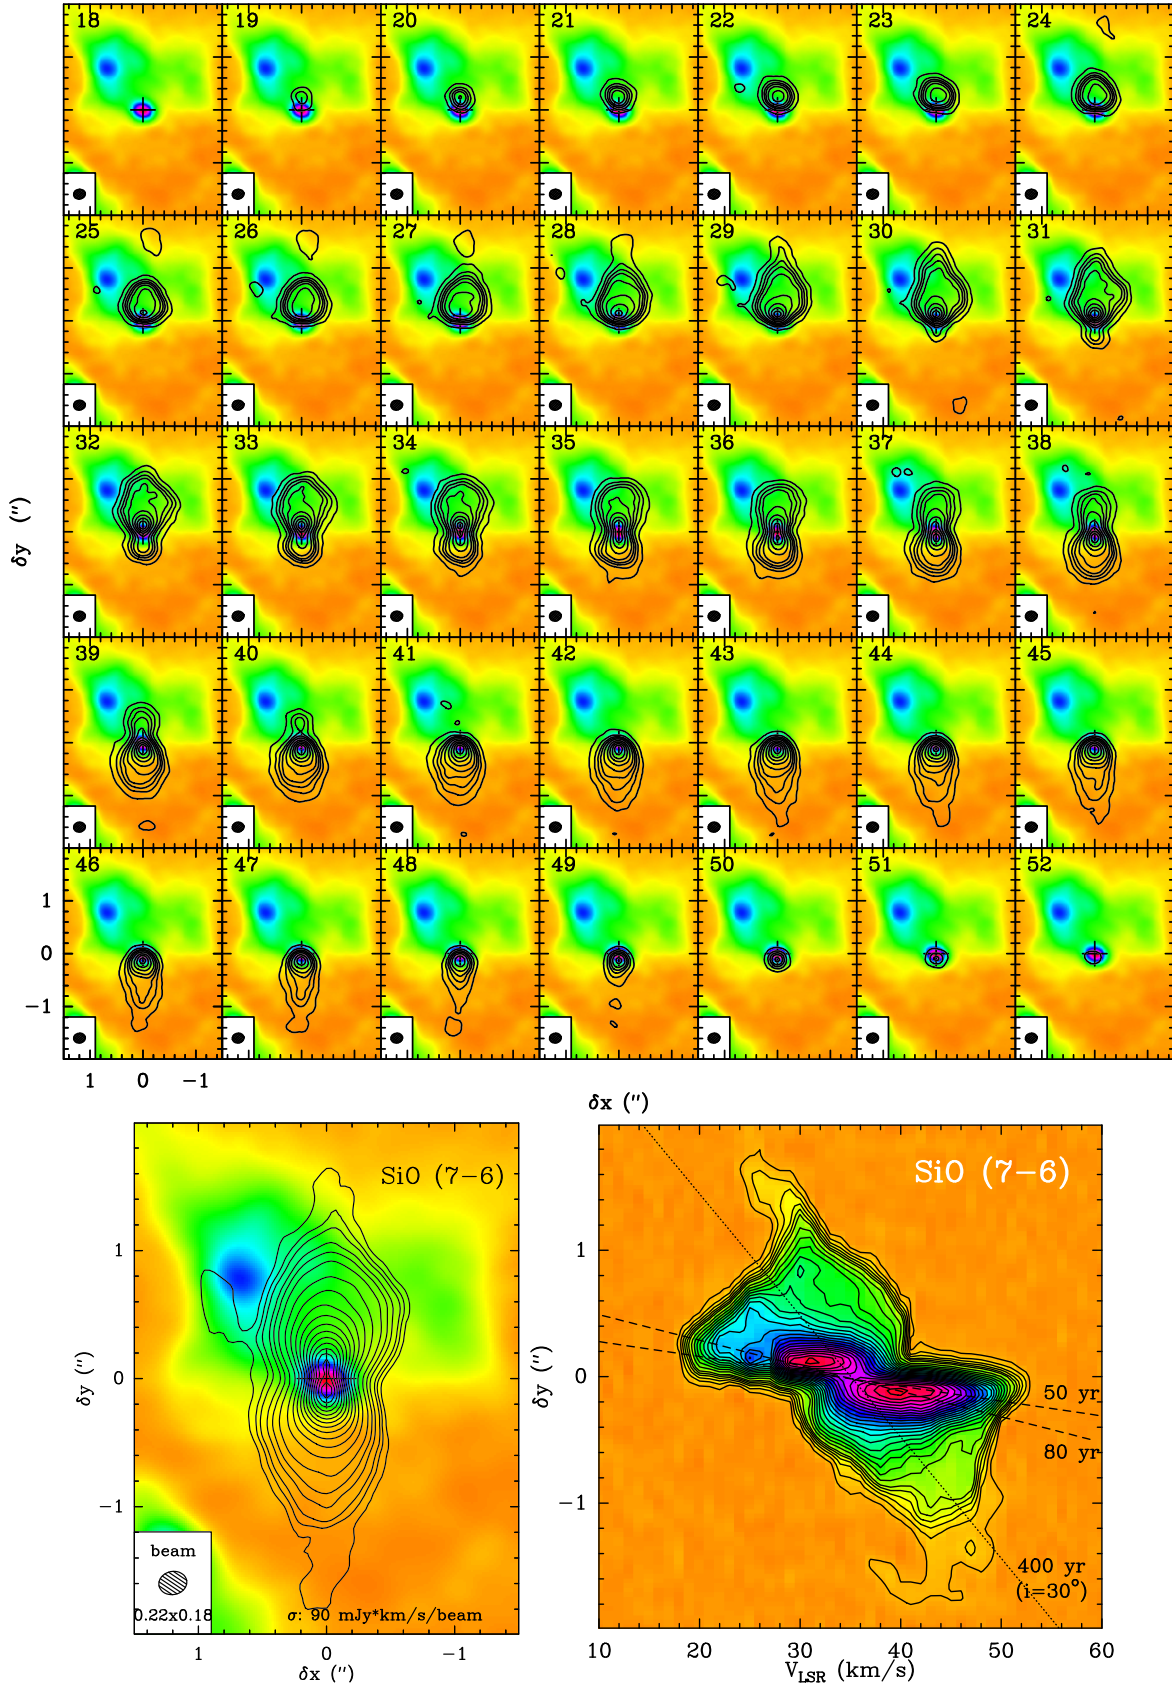 18 19 20 21 22 23 24
25 26 27 28 29 30 31
32 33 34 35 36 37 38
δy (″)
39 40 41 42 43 44 45
46 47 48 49 50 51 52
1
0
−1
1 0 −1
δx (″)
SiO (7−6)
1
0
−1
δy (″)
beam
0.22x0.18
σ: 90 mJy*km/s/beam
1 0 −1
δx (″)
SiO (7−6)
1
0
−1
δy (″)
50 yr
80 yr
400 yr
(i=30°)
10 20 30 40 50 60
V_LSR (km/s)